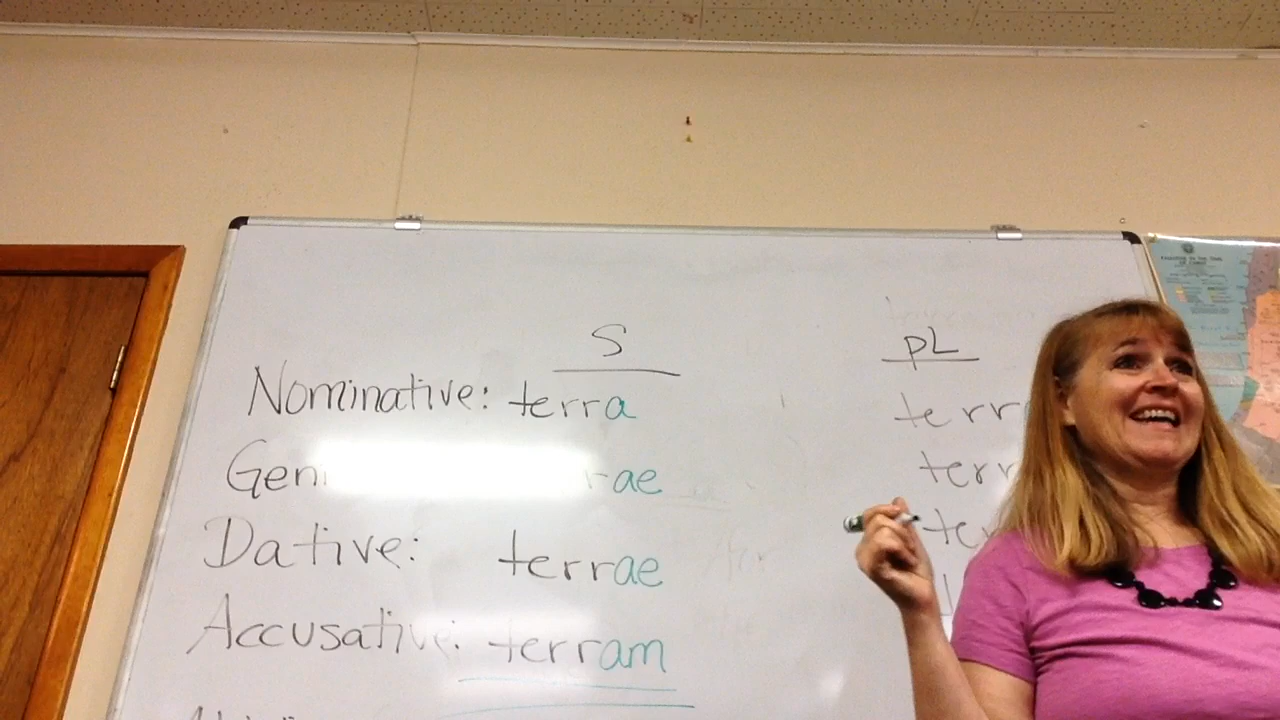 S pL
Nominative: terra terr
Gen rae terr
Dative: terrae ter
Accusative: terram